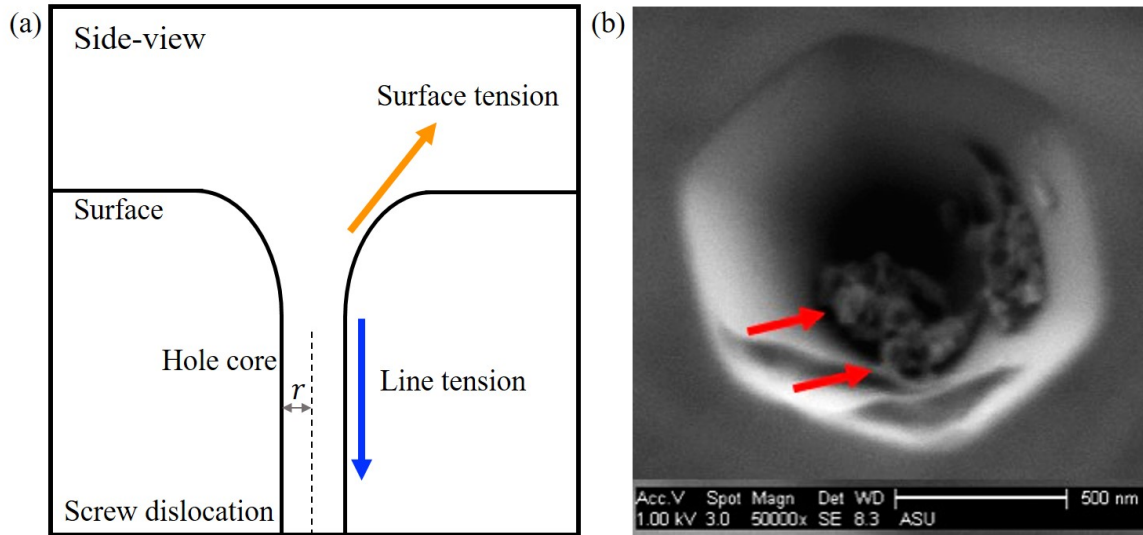 (a)
Side-view
Surface tension
Surface
Hole core
r
Line tension
Screw dislocation
(b)
Acc.V Spot Magn Det WD 500 nm
1.00 kV 3.0 50000x SE 8.3 ASU